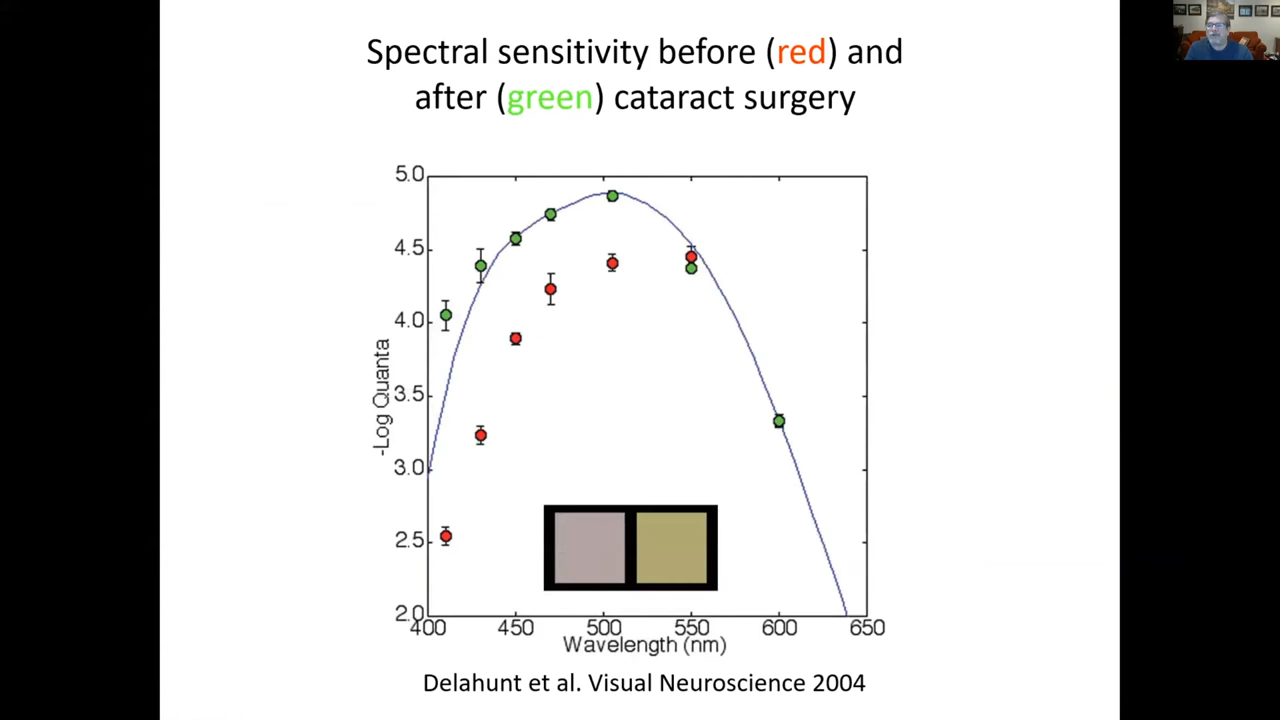 Spectral sensitivity before (red) and
after (green) cataract surgery
5.0
4.5
4.0
3.5
3.0
2.5
2.0
-Log Quanta
400 450 500 550 600 650
Wavelength (nm)
Delahunt et al. Visual Neuroscience 2004